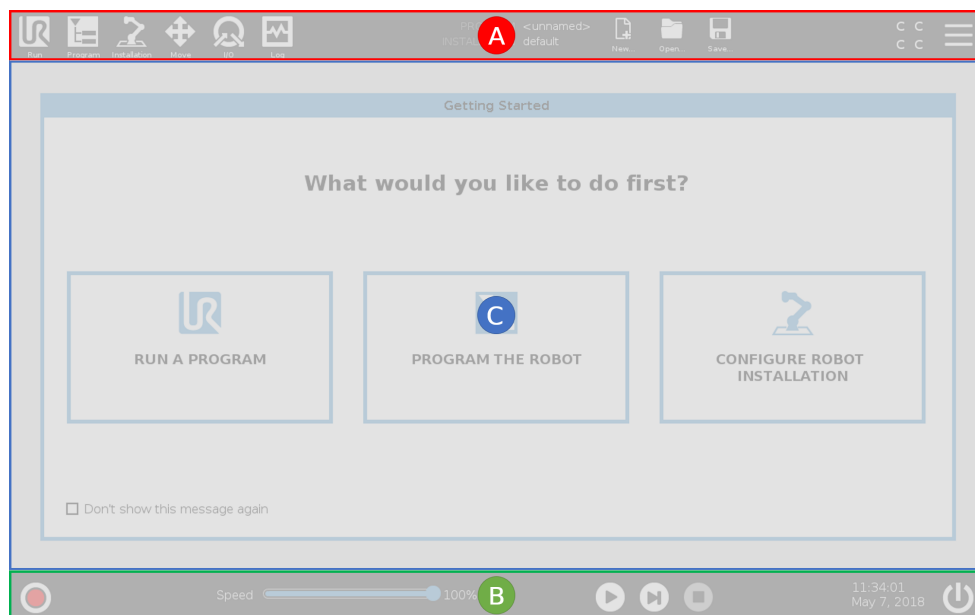 Run Program Installation Move I/O Log
PR A <unnamed>
INSTAL default
New... Open... Save...
C C
C C
Getting Started
What would you like to do first?
C
RUN A PROGRAM
PROGRAM THE ROBOT
CONFIGURE ROBOT
INSTALLATION
Don't show this message again
Speed 100% B
11:34:01
May 7, 2018